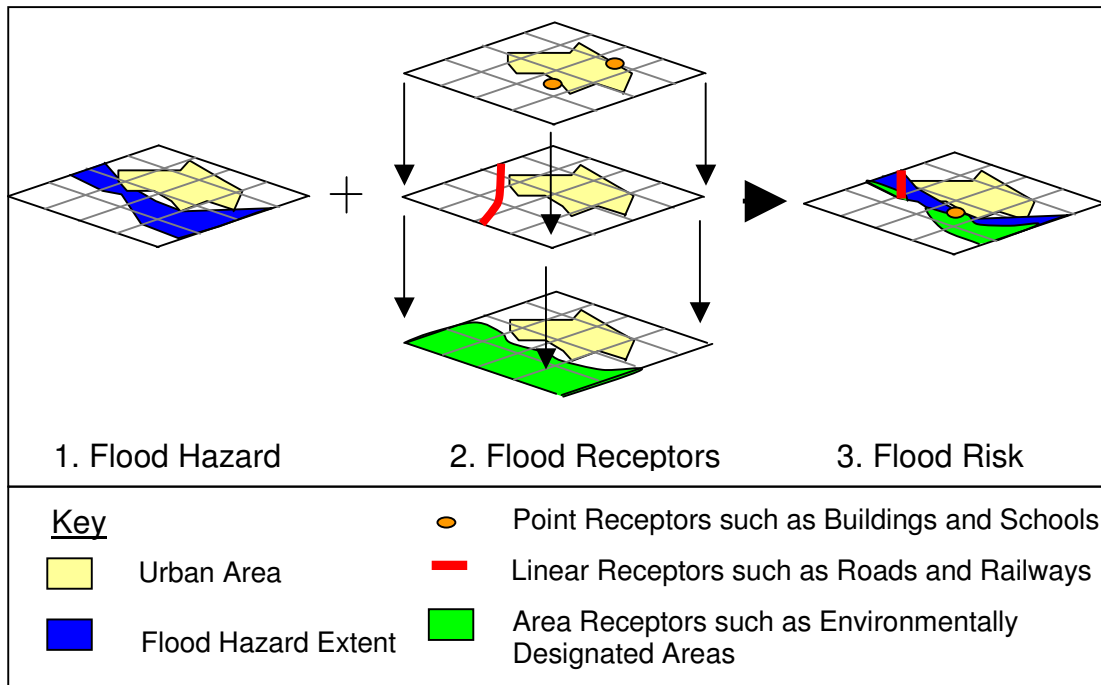 1. Flood Hazard
2. Flood Receptors
3. Flood Risk
Key
Urban Area
Flood Hazard Extent
Point Receptors such as Buildings and Schools
Linear Receptors such as Roads and Railways
Area Receptors such as Environmentally
Designated Areas